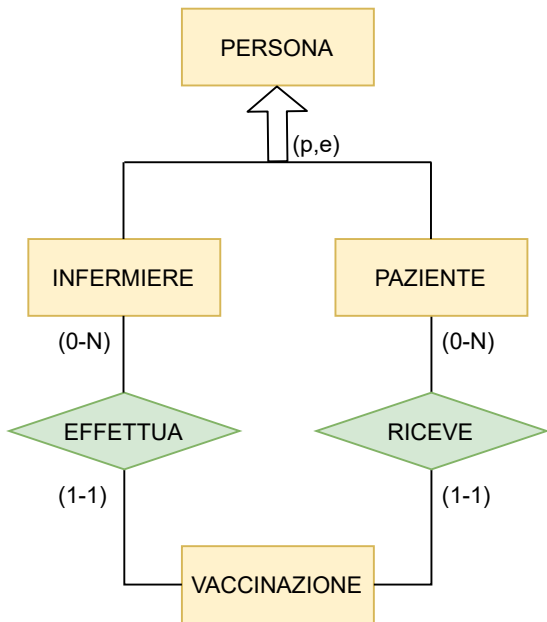 PERSONA
(p,e)
INFERMIERE
PAZIENTE
(0-N)
(0-N)
EFFETTUA
RICEVE
(1-1)
(1-1)
VACCINAZIONE